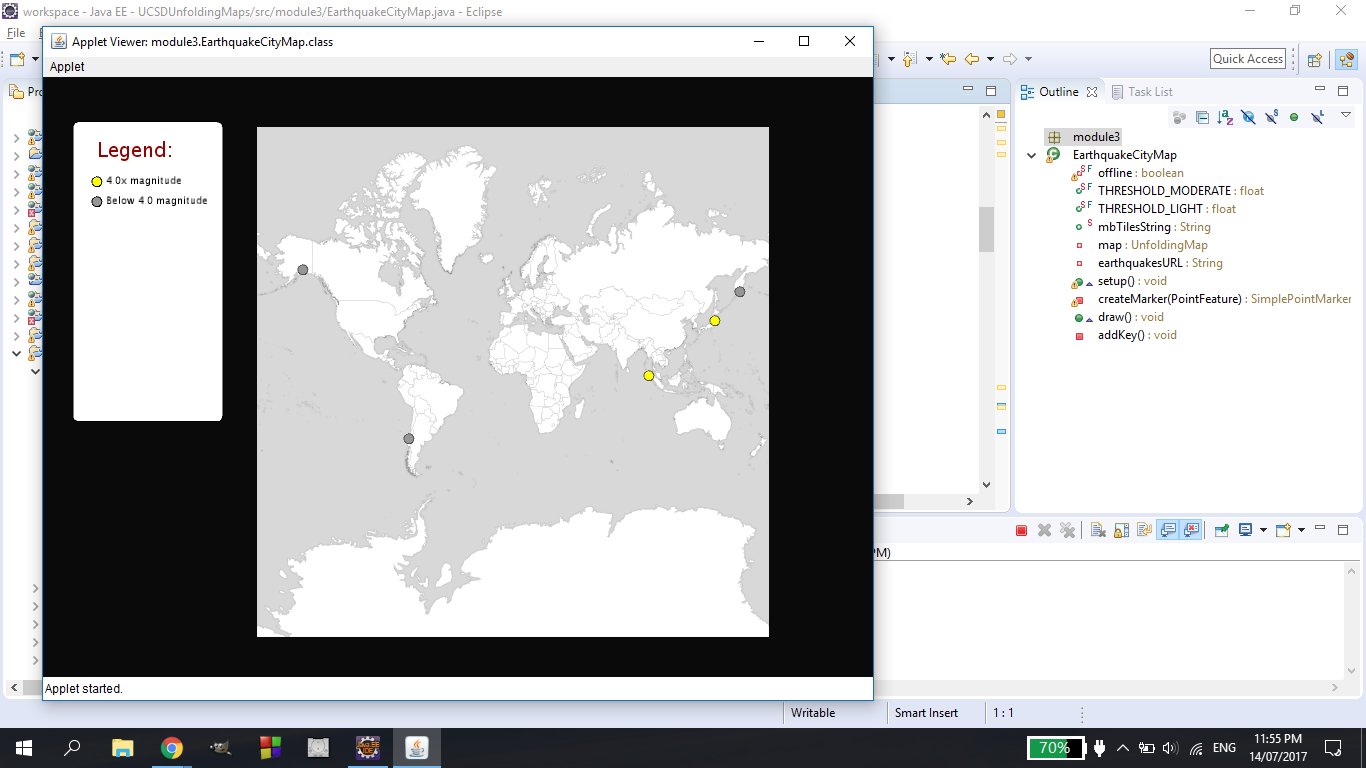 workspace - Java EE - UCSDUnfoldingMaps/src/module3/EarthquakeCityMap.java - Eclipse
File
Applet Viewer: module3.EarthquakeCityMap.class
Applet
Quick Access
Outline
Task List
Legend:
4.0x magnitude
Below 4.0 magnitude
module3
EarthquakeCityMap
offline : boolean
THRESHOLD_MODERATE : float
THRESHOLD_LIGHT : float
mbTilesString : String
map : UnfoldingMap
earthquakesURL : String
setup() : void
createMarker(PointFeature) : SimplePointMarker
draw() : void
addKey() : void
PM)
Applet started.
Writable
Smart Insert
1 : 1
70%
ENG
11:55 PM
14/07/2017